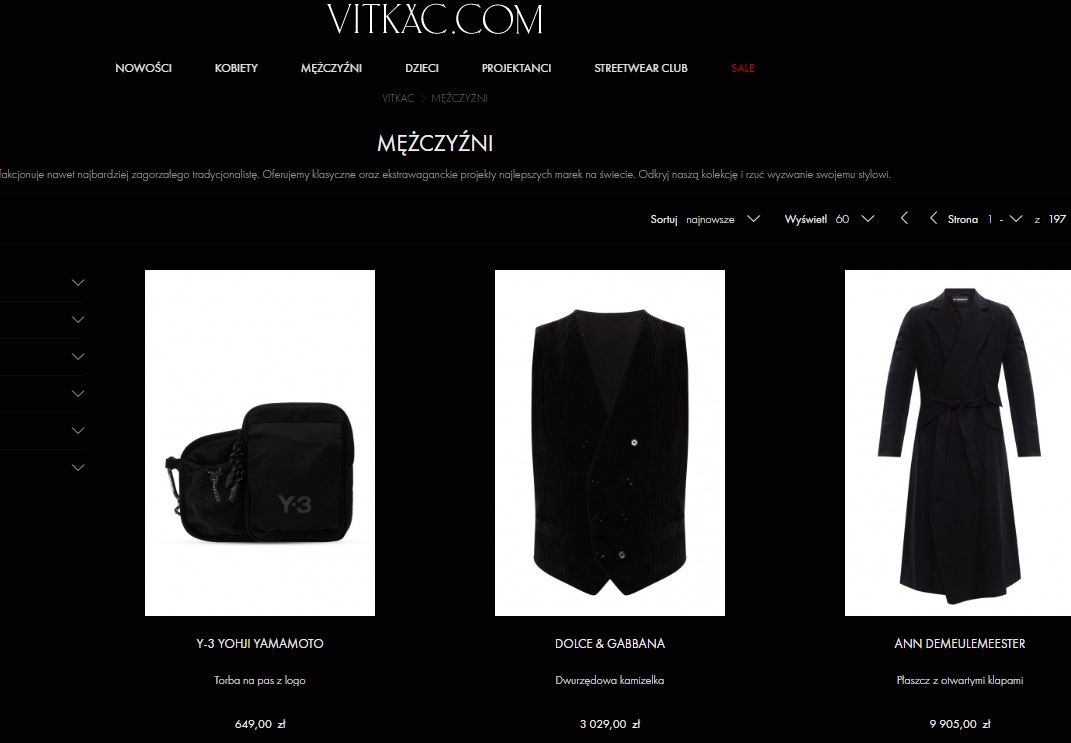 VITKAC.COM
NOWOŚCI KOBIETY MĘŻCZYŹNI DZIECI PROJEKTANCI STREETWEAR CLUB SALE
VITKAC > MĘŻCZYŹNI
MĘŻCZYŹNI
fakcjonuje nawet najbardziej zagorzałego tradycjonalistę. Oferujemy klasyczne oraz ekstrawaganckie projekty najlepszych marek na świecie. Odkryj naszą kolekcję i rzuć wyzwanie swojemu stylowi.
Sortuj najnowsze Wyświetl 60 Strona 1 - z 197
Y-3
Y-3 YOHJI YAMAMOTO DOLCE & GABBANA ANN DEMEULEMEESTER
Torba na pas z logo Dwurzędowa kamizelka Płaszcz z otwartymi klapami
649,00 zł 3 029,00 zł 9 905,00 zł